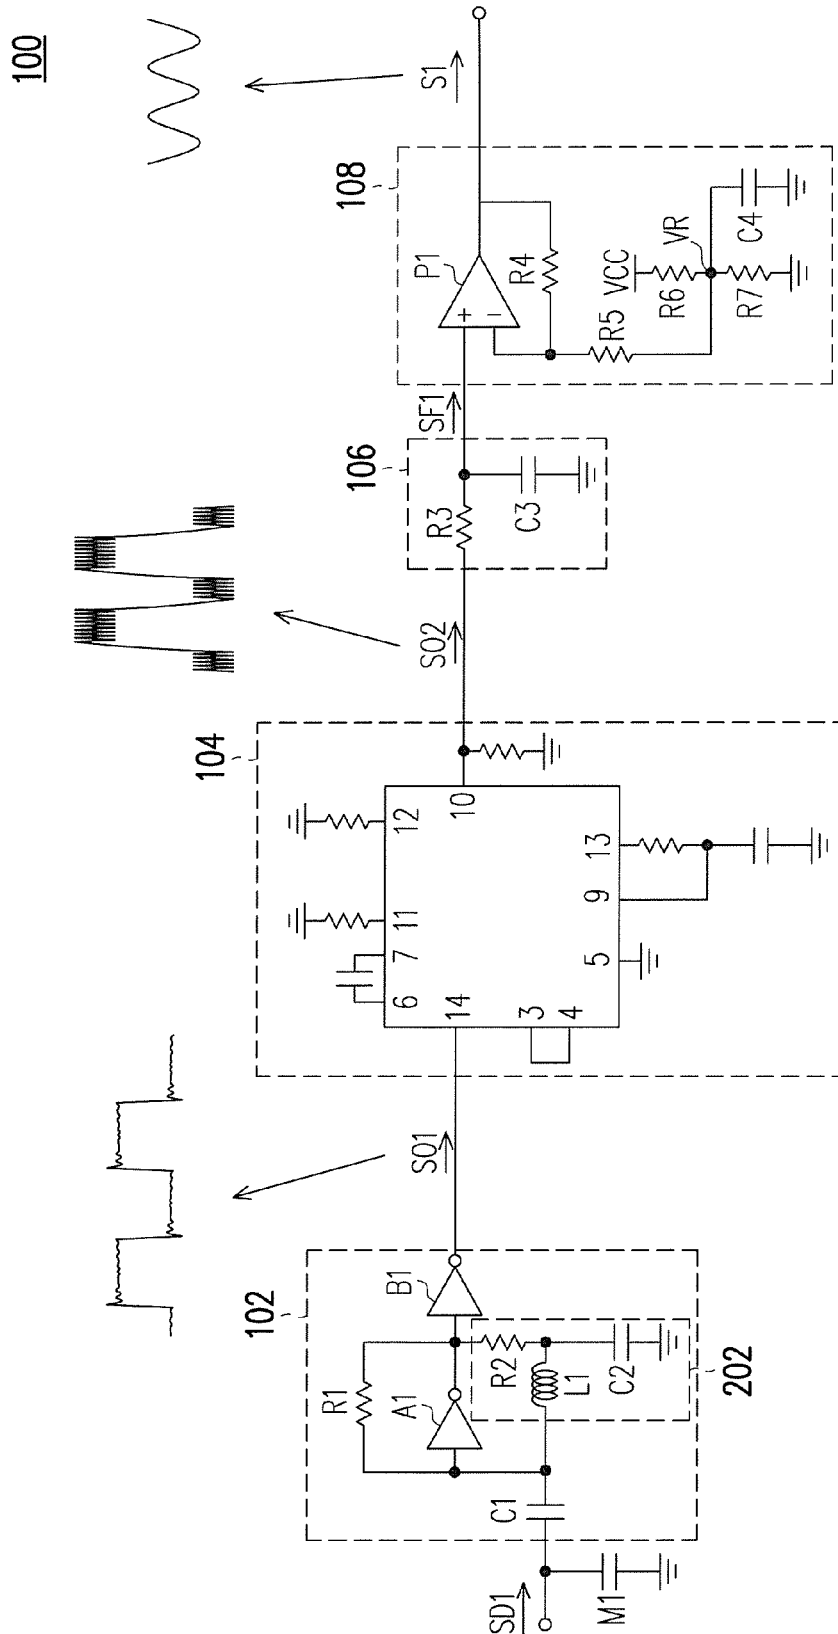 100
S1
108
P1
R4
VCC
R6
VR
R5
R7
C4
+
−
SF1
106
R3
C3
SO2
104
12
11
10
7
6
14
13
9
5
3
4
SO1
102
B1
R1
A1
R2
L1
C2
202
C1
SD1
M1